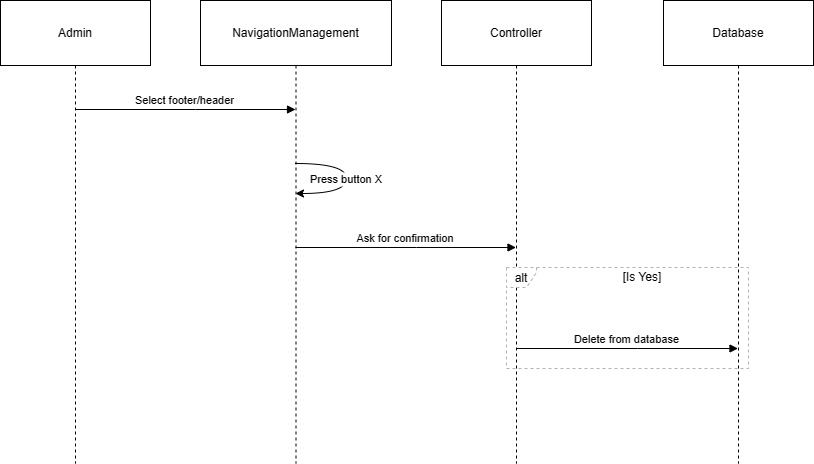 Admin
NavigationManagement
Controller
Database
Select footer/header
Press button X
Ask for confirmation
alt
[Is Yes]
Delete from database